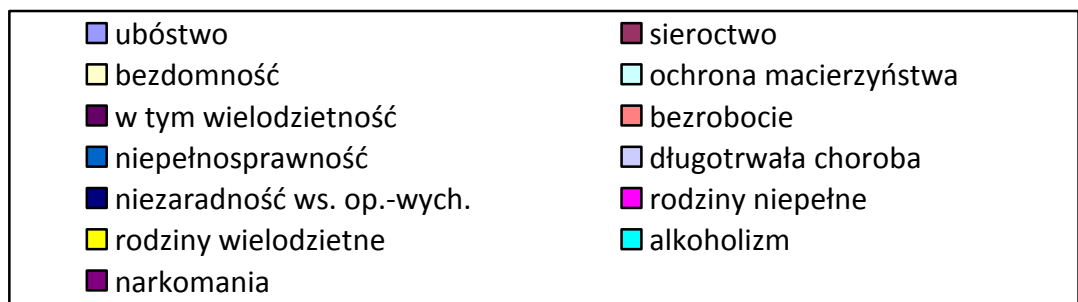 ubóstwo sieroctwo
bezdomność ochrona macierzyństwa
w tym wielodzietność bezrobocie
niepełnosprawność długotrwała choroba
niezaradność ws. op.-wych. rodziny niepełne
rodziny wielodzietne alkoholizm
narkomania